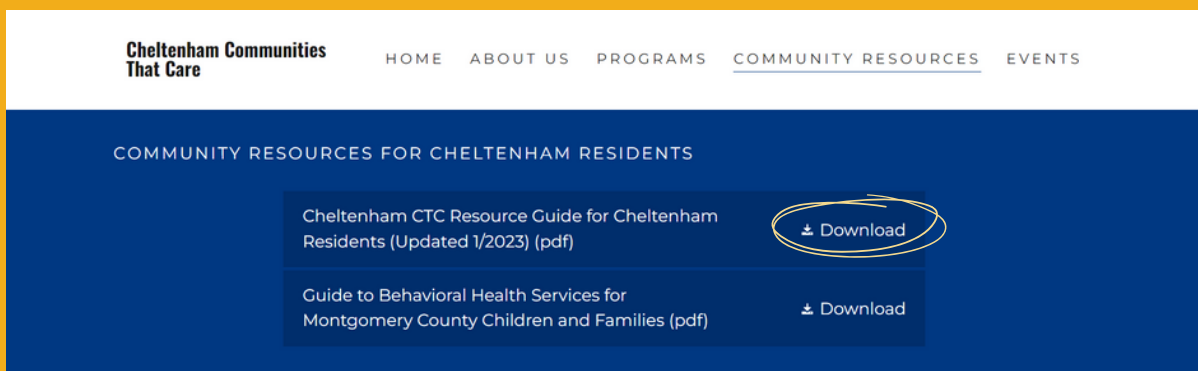 Cheltenham Communities
That Care
HOME ABOUT US PROGRAMS COMMUNITY RESOURCES EVENTS
COMMUNITY RESOURCES FOR CHELTENHAM RESIDENTS
Cheltenham CTC Resource Guide for Cheltenham
Residents (Updated 1/2023) (pdf)
Download
Guide to Behavioral Health Services for
Montgomery County Children and Families (pdf)
Download